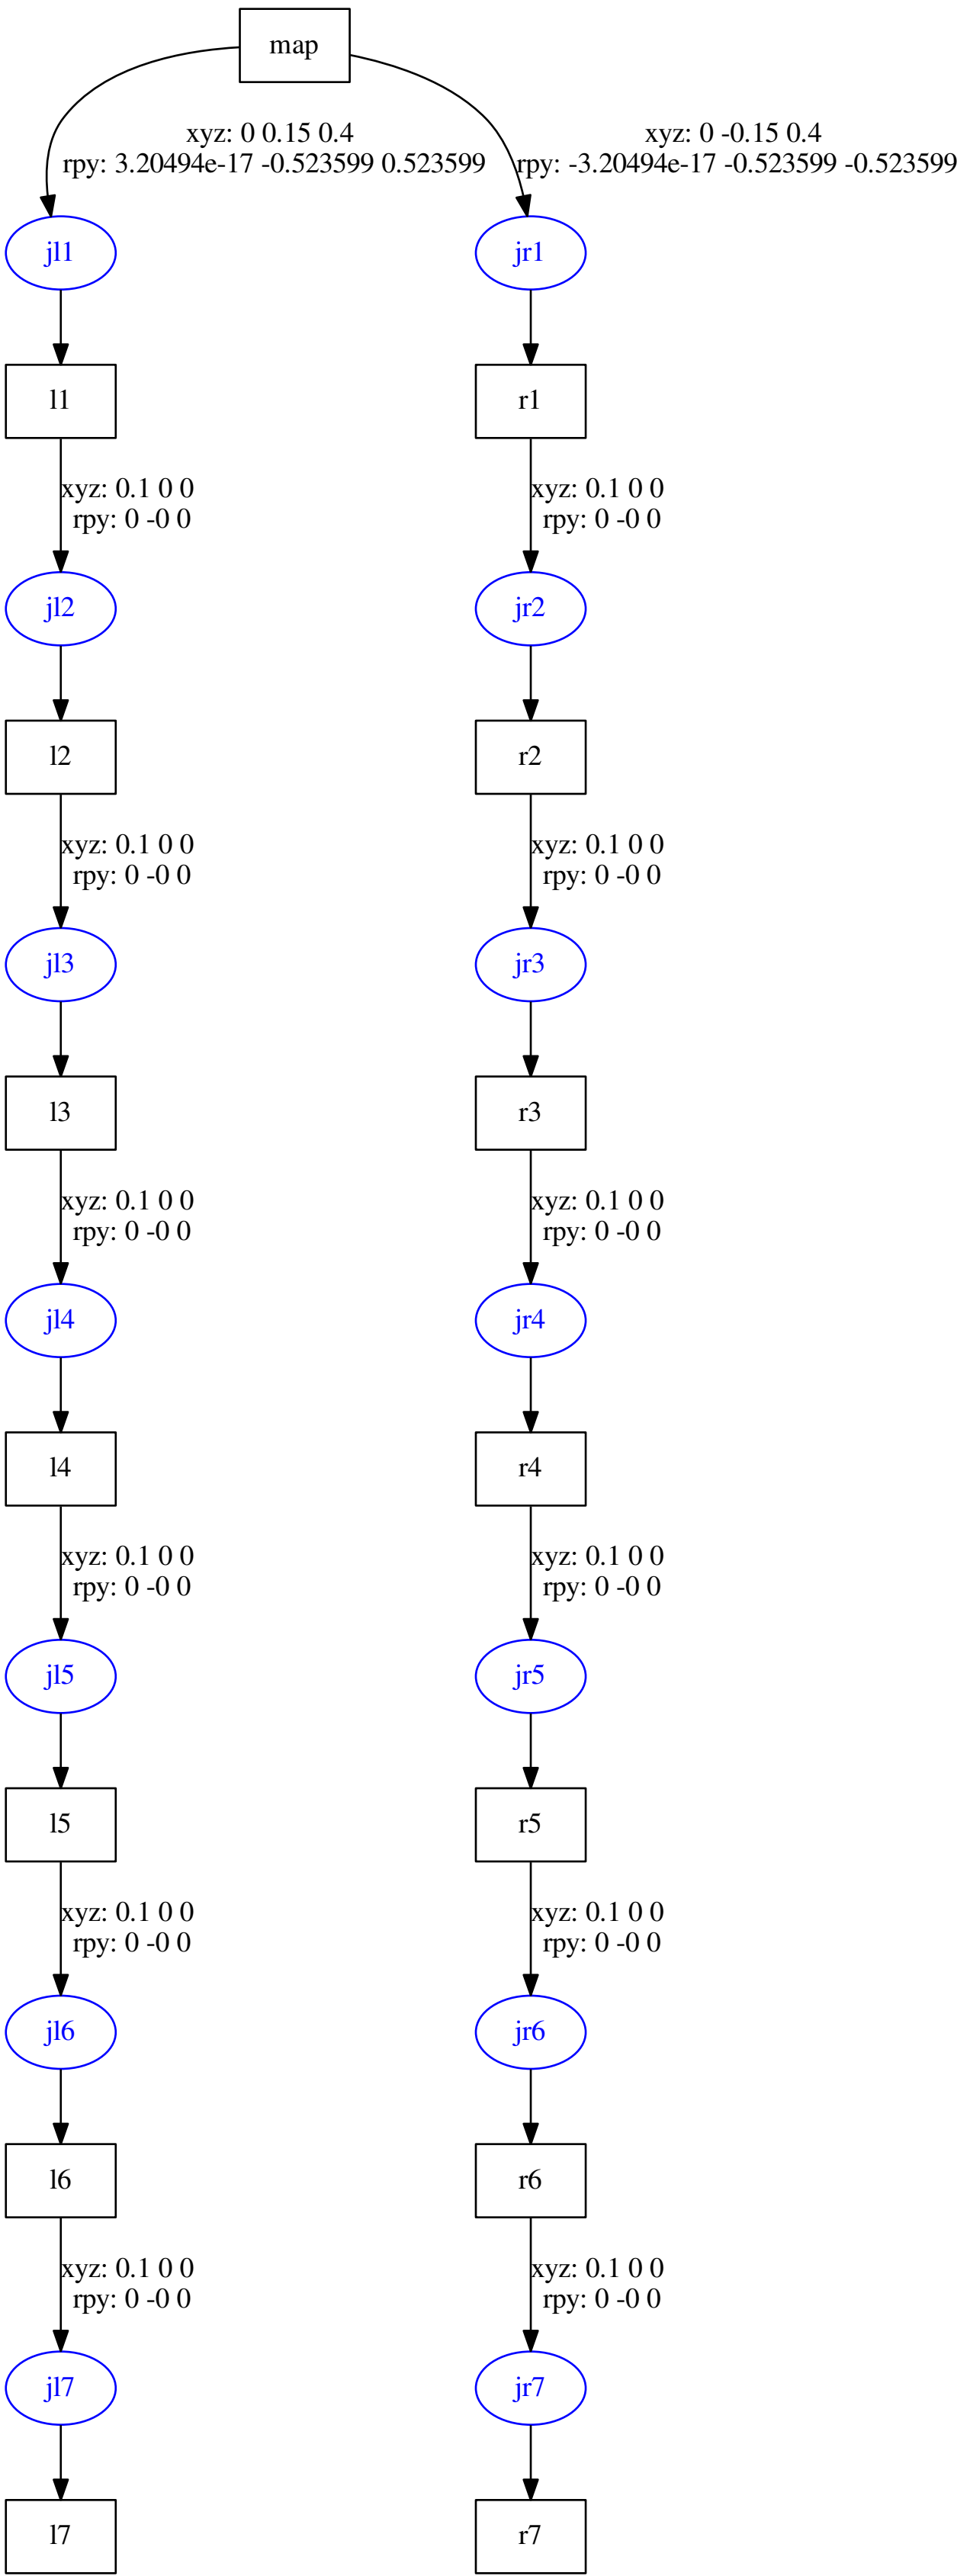 map
xyz: 0 0.15 0.4
rpy: 3.20494e-17 -0.523599 0.523599
xyz: 0 -0.15 0.4
rpy: -3.20494e-17 -0.523599 -0.523599
jl1
jr1
l1
r1
xyz: 0.1 0 0
rpy: 0 -0 0
xyz: 0.1 0 0
rpy: 0 -0 0
jl2
jr2
l2
r2
xyz: 0.1 0 0
rpy: 0 -0 0
xyz: 0.1 0 0
rpy: 0 -0 0
jl3
jr3
l3
r3
xyz: 0.1 0 0
rpy: 0 -0 0
xyz: 0.1 0 0
rpy: 0 -0 0
jl4
jr4
l4
r4
xyz: 0.1 0 0
rpy: 0 -0 0
xyz: 0.1 0 0
rpy: 0 -0 0
jl5
jr5
l5
r5
xyz: 0.1 0 0
rpy: 0 -0 0
xyz: 0.1 0 0
rpy: 0 -0 0
jl6
jr6
l6
r6
xyz: 0.1 0 0
rpy: 0 -0 0
xyz: 0.1 0 0
rpy: 0 -0 0
jl7
jr7
l7
r7